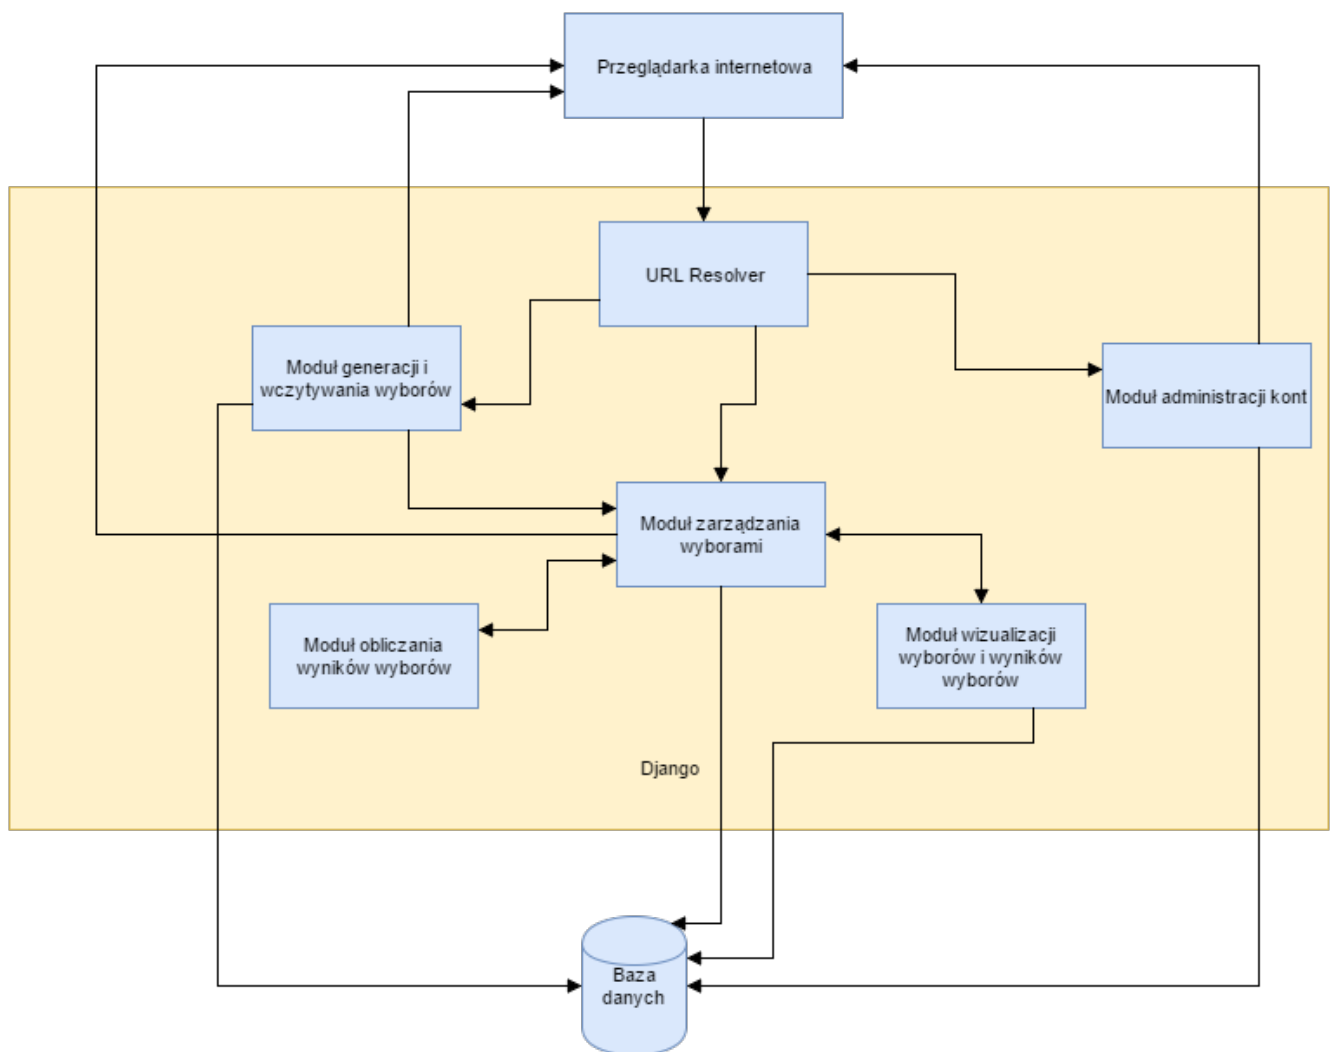 Przeglądarka internetowa
URL Resolver
Moduł generacji i
wczytywania wyborów
Moduł administracji kont
Moduł zarządzania
wyborami
Moduł obliczania
wyników wyborów
Moduł wizualizacji
wyborów i wyników
wyborów
Django
Baza
danych